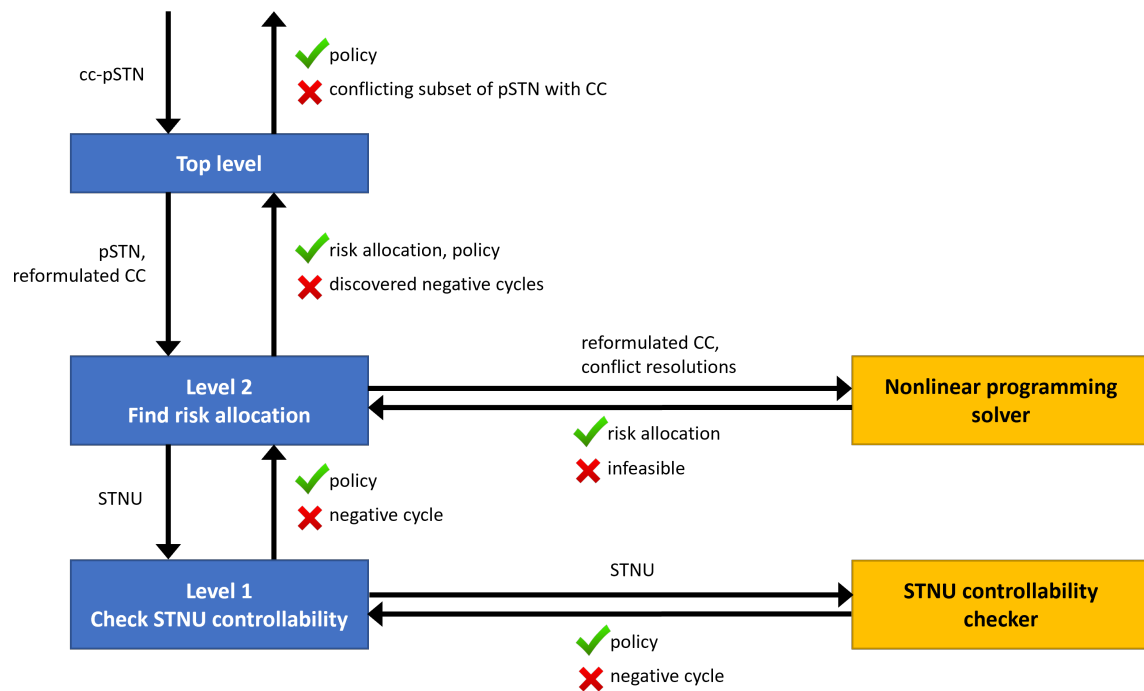 cc-pSTN
policy
conflicting subset of pSTN with CC
Top level
pSTN,
reformulated CC
risk allocation, policy
discovered negative cycles
reformulated CC,
conflict resolutions
Level 2
Find risk allocation
Nonlinear programming
solver
risk allocation
infeasible
STNU
policy
negative cycle
STNU
Level 1
Check STNU controllability
STNU controllability
checker
policy
negative cycle